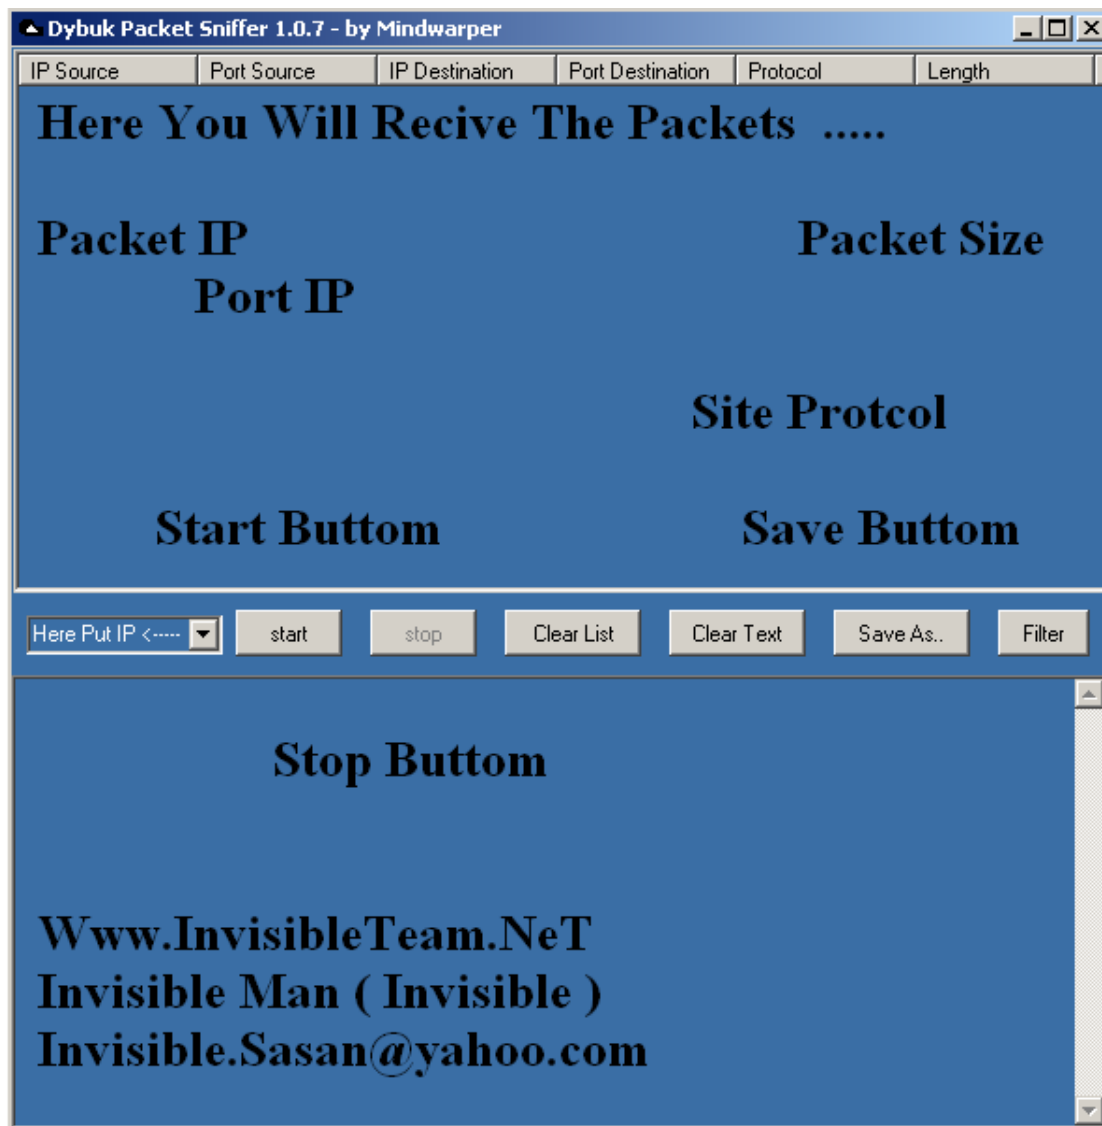 Dybuk Packet Sniffer 1.0.7 - by Mindwarper
IP Source Port Source IP Destination Port Destination Protocol Length
Here You Will Recive The Packets .....
Packet IP Packet Size
Port IP
Site Protcol
Start Buttom Save Buttom
Here Put IP <----- start stop Clear List Clear Text Save As.. Filter
Stop Buttom
Www.InvisibleTeam.NeT
Invisible Man ( Invisible )
Invisible.Sasan@yahoo.com